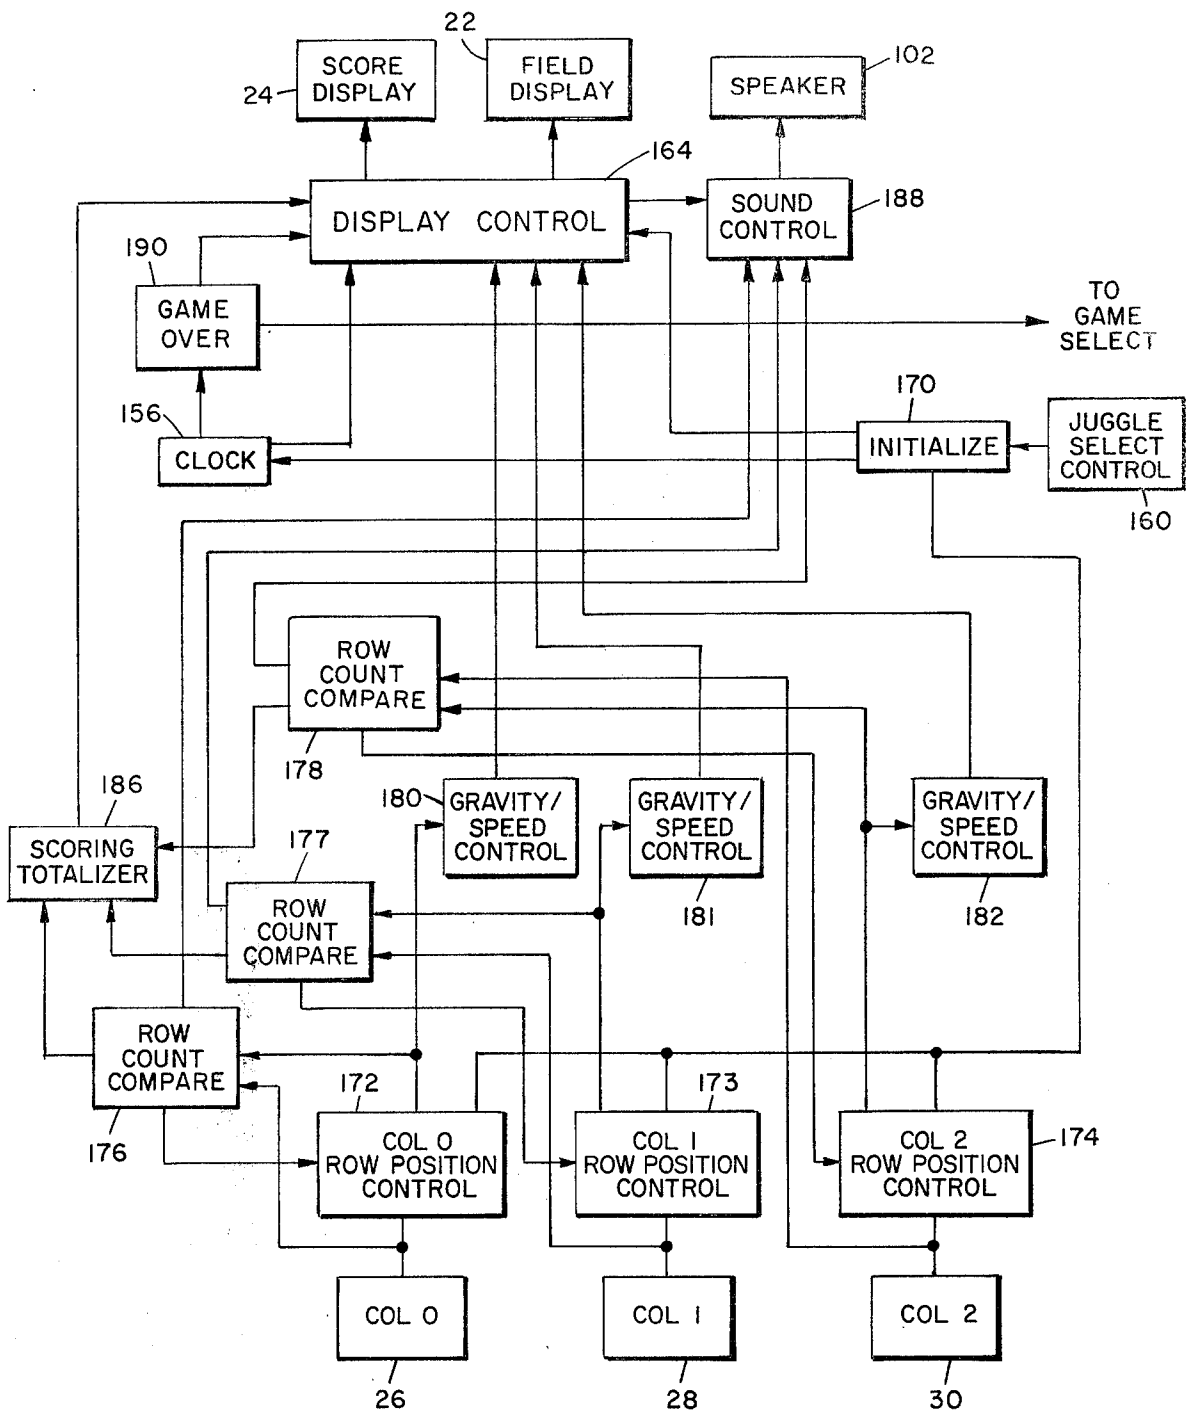 22
102
SCORE
DISPLAY
24
FIELD
DISPLAY
SPEAKER
164
DISPLAY CONTROL
SOUND
CONTROL
188
190
GAME
OVER
TO
GAME
SELECT
170
156
CLOCK
INITIALIZE
JUGGLE
SELECT
CONTROL
160
ROW
COUNT
COMPARE
178
186
SCORING
TOTALIZER
180
GRAVITY/
SPEED
CONTROL
GRAVITY/
SPEED
CONTROL
181
GRAVITY/
SPEED
CONTROL
182
177
ROW
COUNT
COMPARE
ROW
COUNT
COMPARE
176
172
COL 0
ROW POSITION
CONTROL
173
COL 1
ROW POSITION
CONTROL
COL 2
ROW POSITION
CONTROL
174
COL 0
COL 1
COL 2
26
28
30